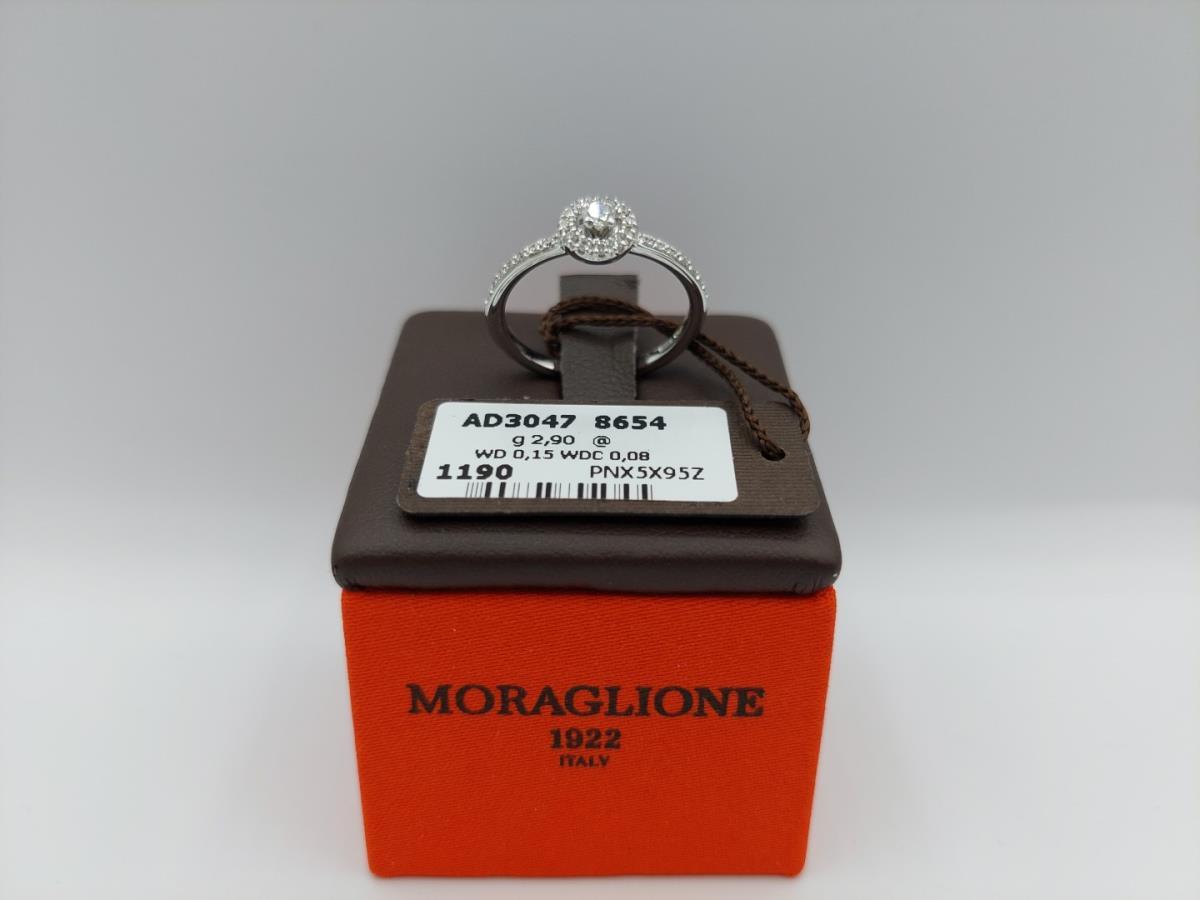 AD3047 8654
g 2,90 @
WD 0,15 WDC 0,08
1190 PNX5X95Z
MORAGLIONE
1922
ITALY